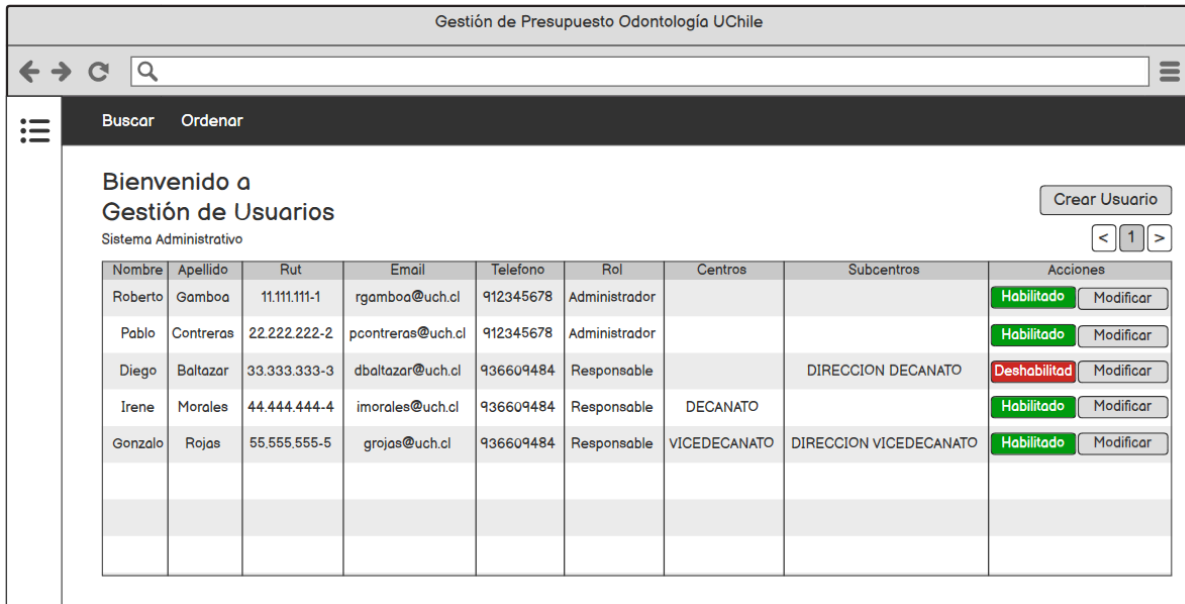 Gestión de Presupuesto Odontología UChile
Buscar Ordenar
Bienvenido a
Gestión de Usuarios
Sistema Administrativo
Crear Usuario
< 1 >
Nombre Apellido Rut Email Telefono Rol Centros Subcentros Acciones
Roberto Gamboa 11.111.111-1 rgamboa@uch.cl 912345678 Administrador Habilitado Modificar
Pablo Contreras 22.222.222-2 pcontreras@uch.cl 912345678 Administrador Habilitado Modificar
Diego Baltazar 33.333.333-3 dbaltazar@uch.cl 936609484 Responsable DIRECCION DECANATO Deshabilitad Modificar
Irene Morales 44.444.444-4 imorales@uch.cl 936609484 Responsable DECANATO Habilitado Modificar
Gonzalo Rojas 55,555,555-5 grojas@uch.cl 936609484 Responsable VICEDECANATO DIRECCION VICEDECANATO Habilitado Modificar